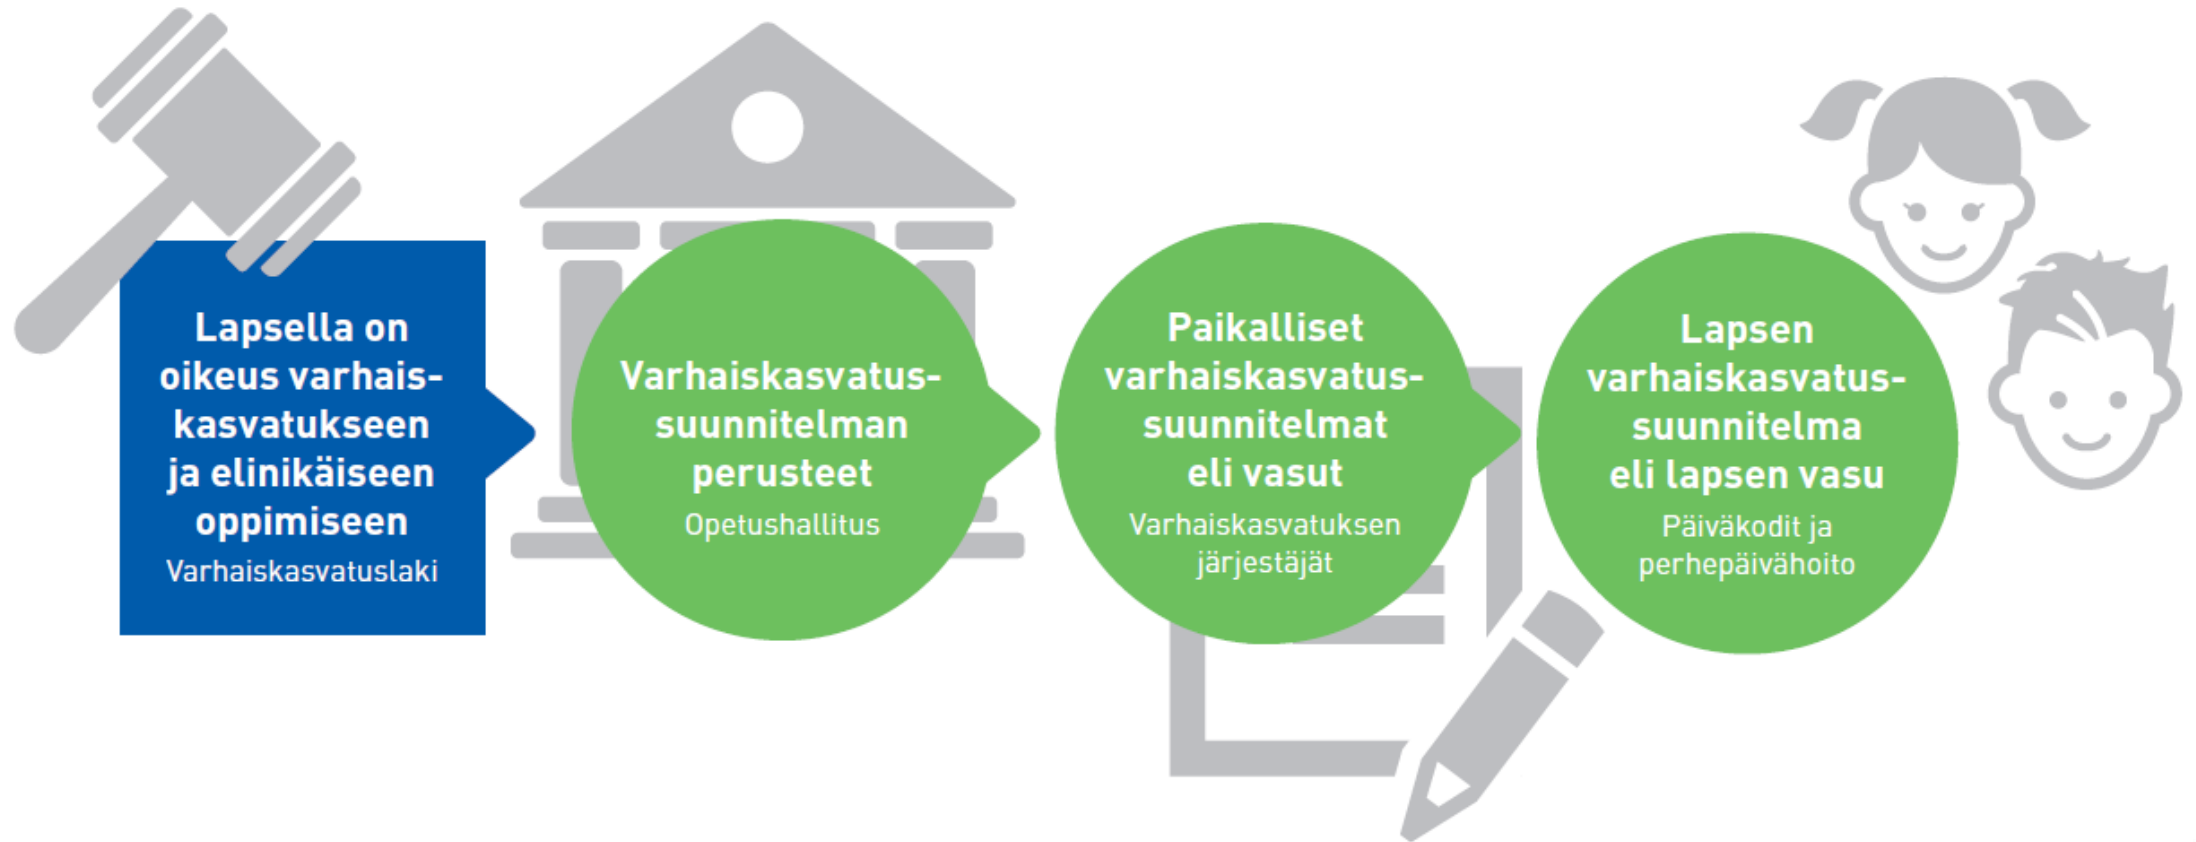 Lapsella on
oikeus varhais-
kasvatukseen
ja elinikäiseen
oppimiseen
Varhaiskasvatuslaki
Varhaiskasvatus-
suunnitelman
perusteet
Opetushallitus
Paikalliset
varhaiskasvatus-
suunnitelmat
eli vasut
Varhaiskasvatuksen
järjestäjät
Lapsen
varhaiskasvatus-
suunnitelma
eli lapsen vasu
Päiväkodit ja
perhepäivähoito